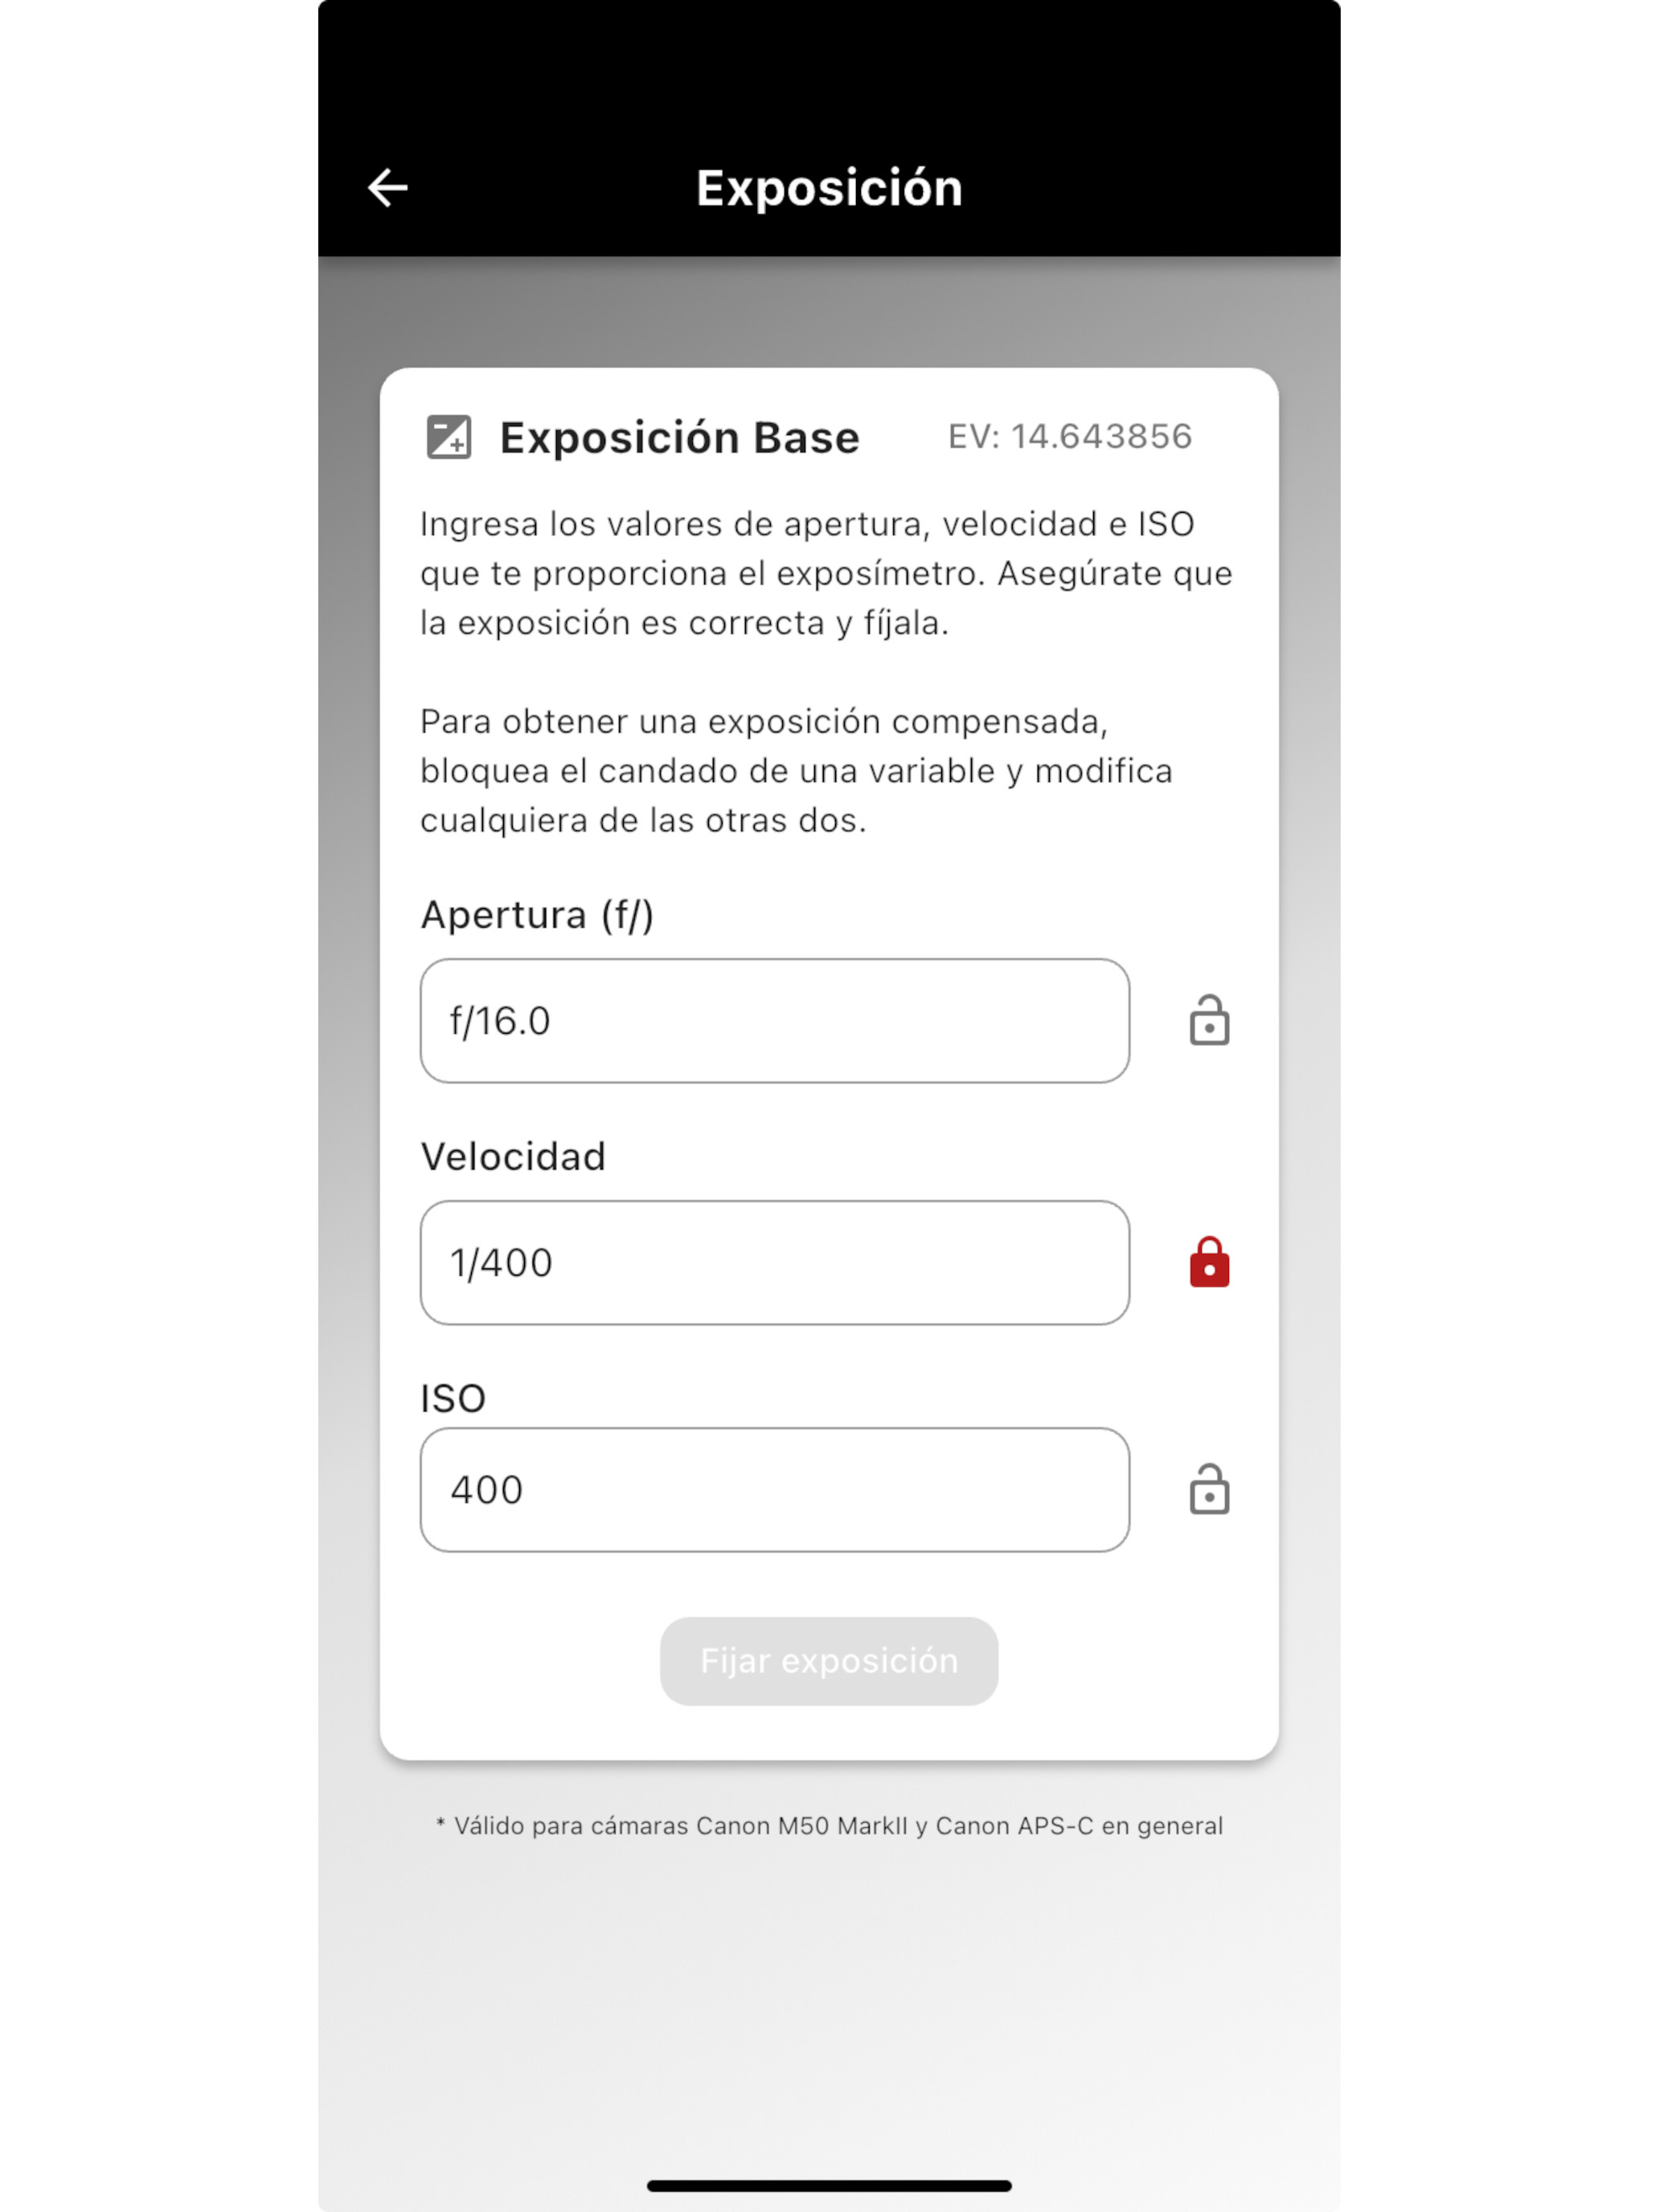 Exposición
Exposición Base
EV: 14.643856
Ingresa los valores de apertura, velocidad e ISO
que te proporciona el exposímetro. Asegúrate que
la exposición es correcta y fíjala.
Para obtener una exposición compensada,
bloquea el candado de una variable y modifica
cualquiera de las otras dos.
Apertura (f/)
f/16.0
Velocidad
1/400
ISO
400
Fijar exposición
* Válido para cámaras Canon M50 MarkII y Canon APS-C en general